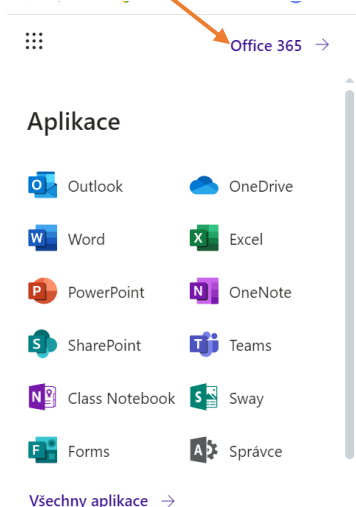 Office 365 →
Aplikace
Outlook OneDrive
Word Excel
PowerPoint OneNote
SharePoint Teams
Class Notebook Sway
Forms Správce
Všechny aplikace →